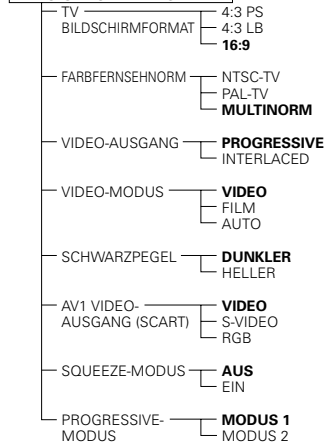 TV
BILDSCHIRMFORMAT
4:3 PS
4:3 LB
16:9
FARBFERNSEHNORM
NTSC-TV
PAL-TV
MULTINORM
VIDEO-AUSGANG
PROGRESSIVE
INTERLACED
VIDEO-MODUS
VIDEO
FILM
AUTO
SCHWARZPEGEL
DUNKLER
HELLER
AV1 VIDEO-
AUSGANG (SCART)
VIDEO
S-VIDEO
RGB
SQUEEZE-MODUS
AUS
EIN
PROGRESSIVE-
MODUS
MODUS 1
MODUS 2